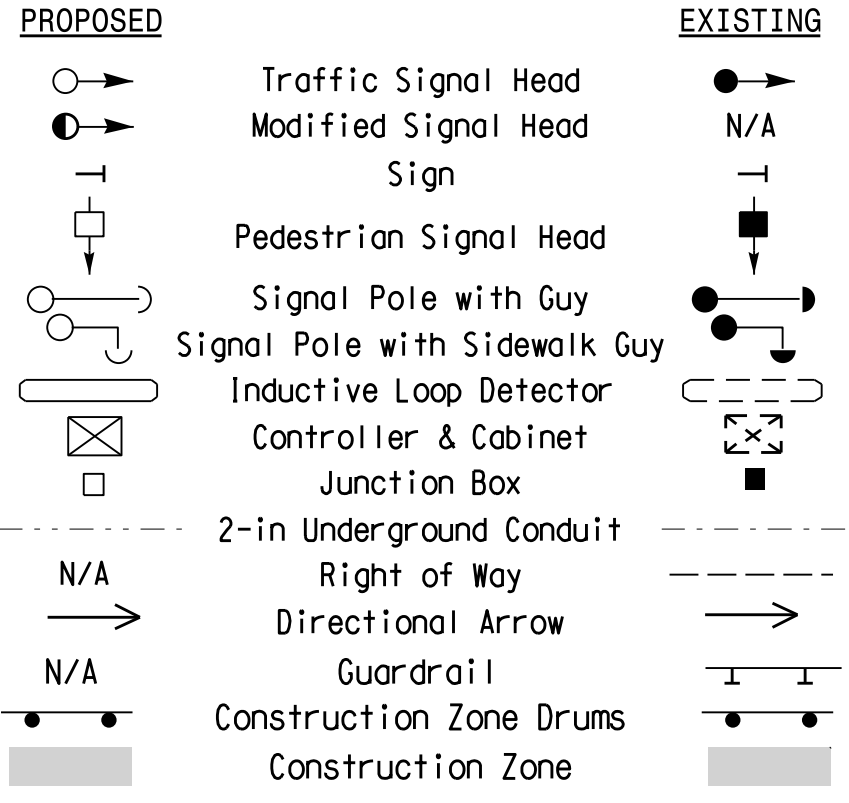 PROPOSED EXISTING
Traffic Signal Head
Modified Signal Head N/A
Sign
Pedestrian Signal Head
Signal Pole with Guy
Signal Pole with Sidewalk Guy
Inductive Loop Detector
Controller & Cabinet
Junction Box
2-in Underground Conduit
N/A Right of Way
Directional Arrow
N/A Guardrail
Construction Zone Drums
Construction Zone